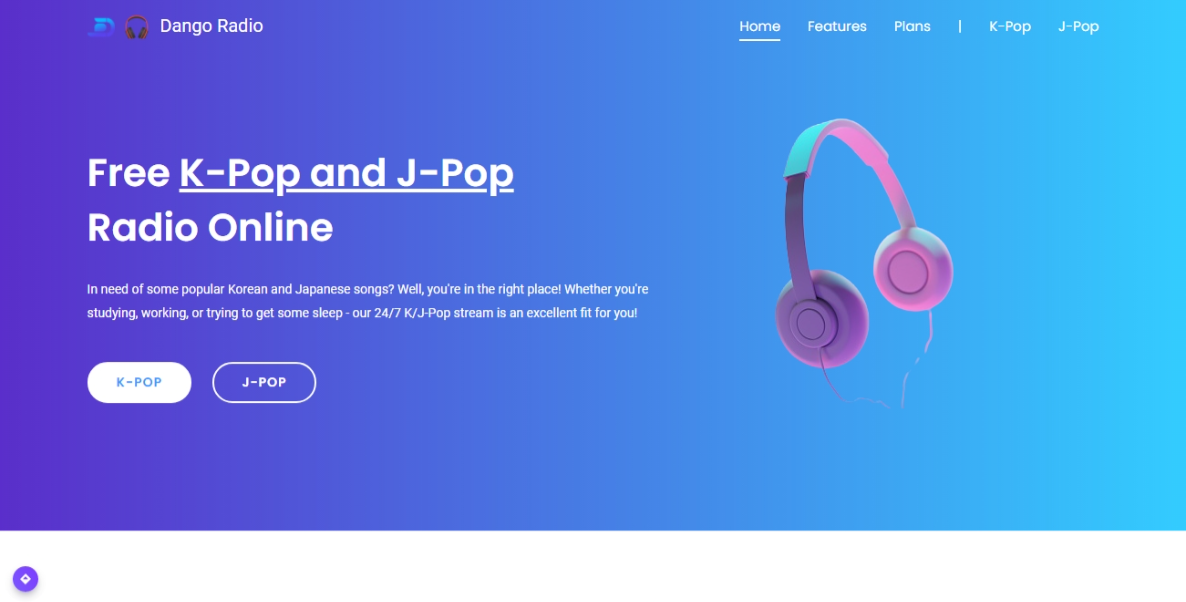 Dango Radio
Home Features Plans | K-Pop J-Pop
Free K-Pop and J-Pop
Radio Online
In need of some popular Korean and Japanese songs? Well, you're in the right place! Whether you're
studying, working, or trying to get some sleep - our 24/7 K/J-Pop stream is an excellent fit for you!
K-POP J-POP